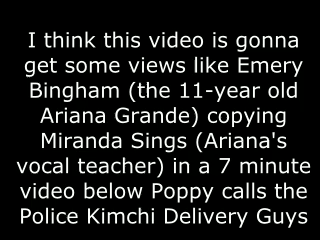 I think this video is gonna
get some views like Emery
Bingham (the 11-year old
Ariana Grande) copying
Miranda Sings (Ariana's
vocal teacher) in a 7 minute
video below Poppy calls the
Police Kimchi Delivery Guys